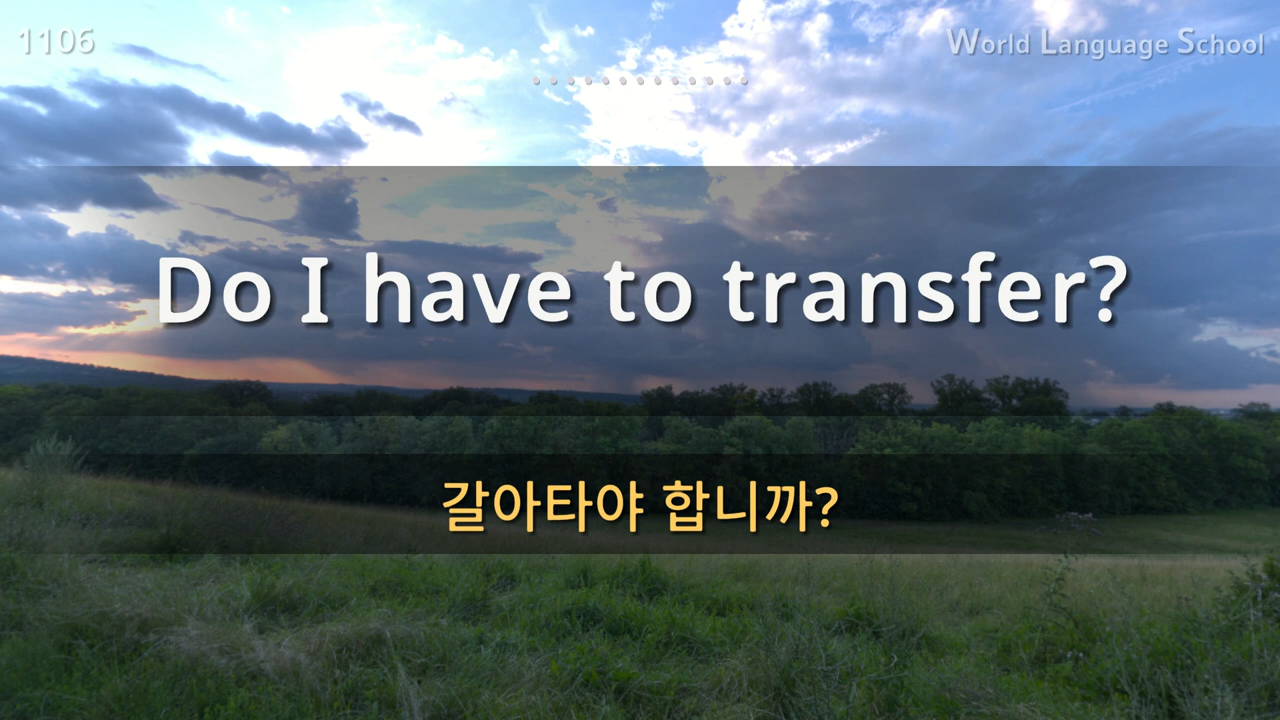 1106
World Language School
Do I have to transfer?
갈아타야 합니까?